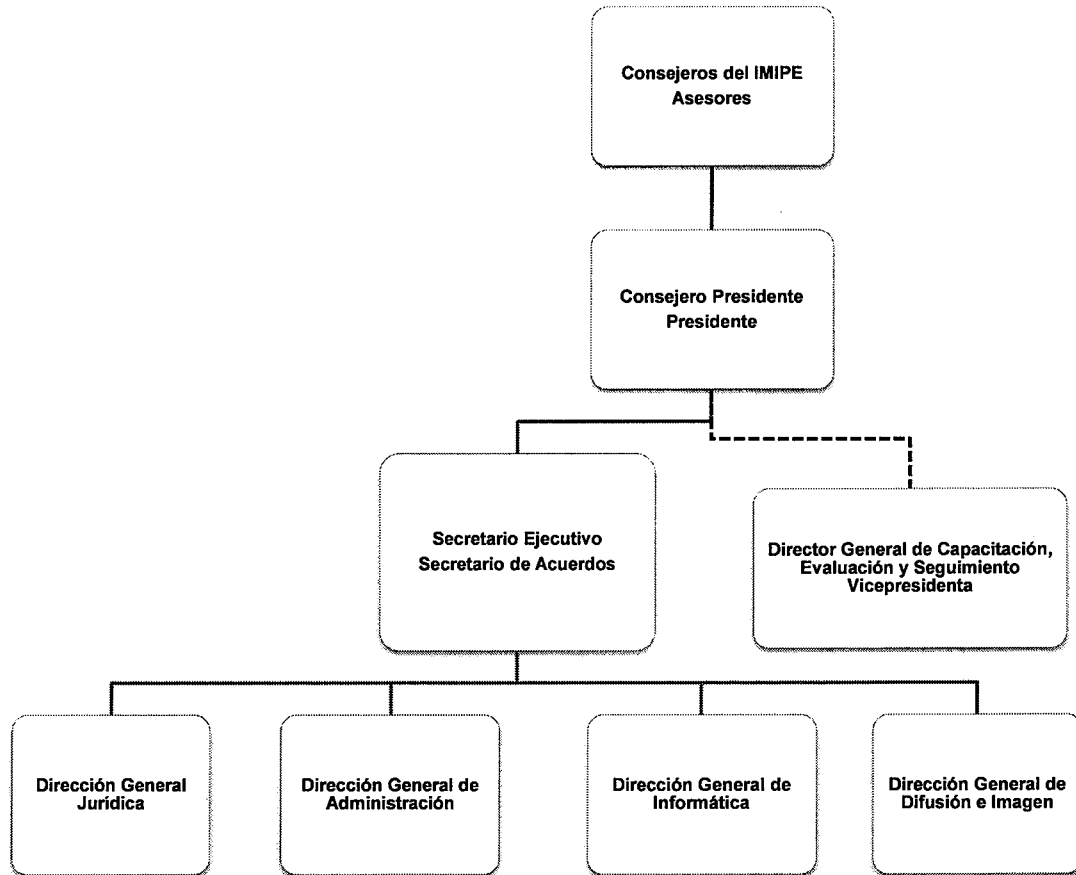 Consejeros del IMIPE
Asesores
Consejero Presidente
Presidente
Secretario Ejecutivo
Secretario de Acuerdos
Director General de Capacitación,
Evaluación y Seguimiento
Vicepresidenta
Dirección General
Jurídica
Dirección General de
Administración
Dirección General de
Informática
Dirección General de
Difusión e Imagen